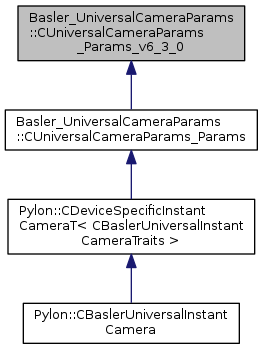 Basler_UniversalCameraParams
::CUniversalCameraParams
_Params_v6_3_0
Basler_UniversalCameraParams
::CUniversalCameraParams_Params
Pylon::CDeviceSpecificInstant
CameraT< CBaslerUniversalInstant
CameraTraits >
Pylon::CBaslerUniversalInstant
Camera